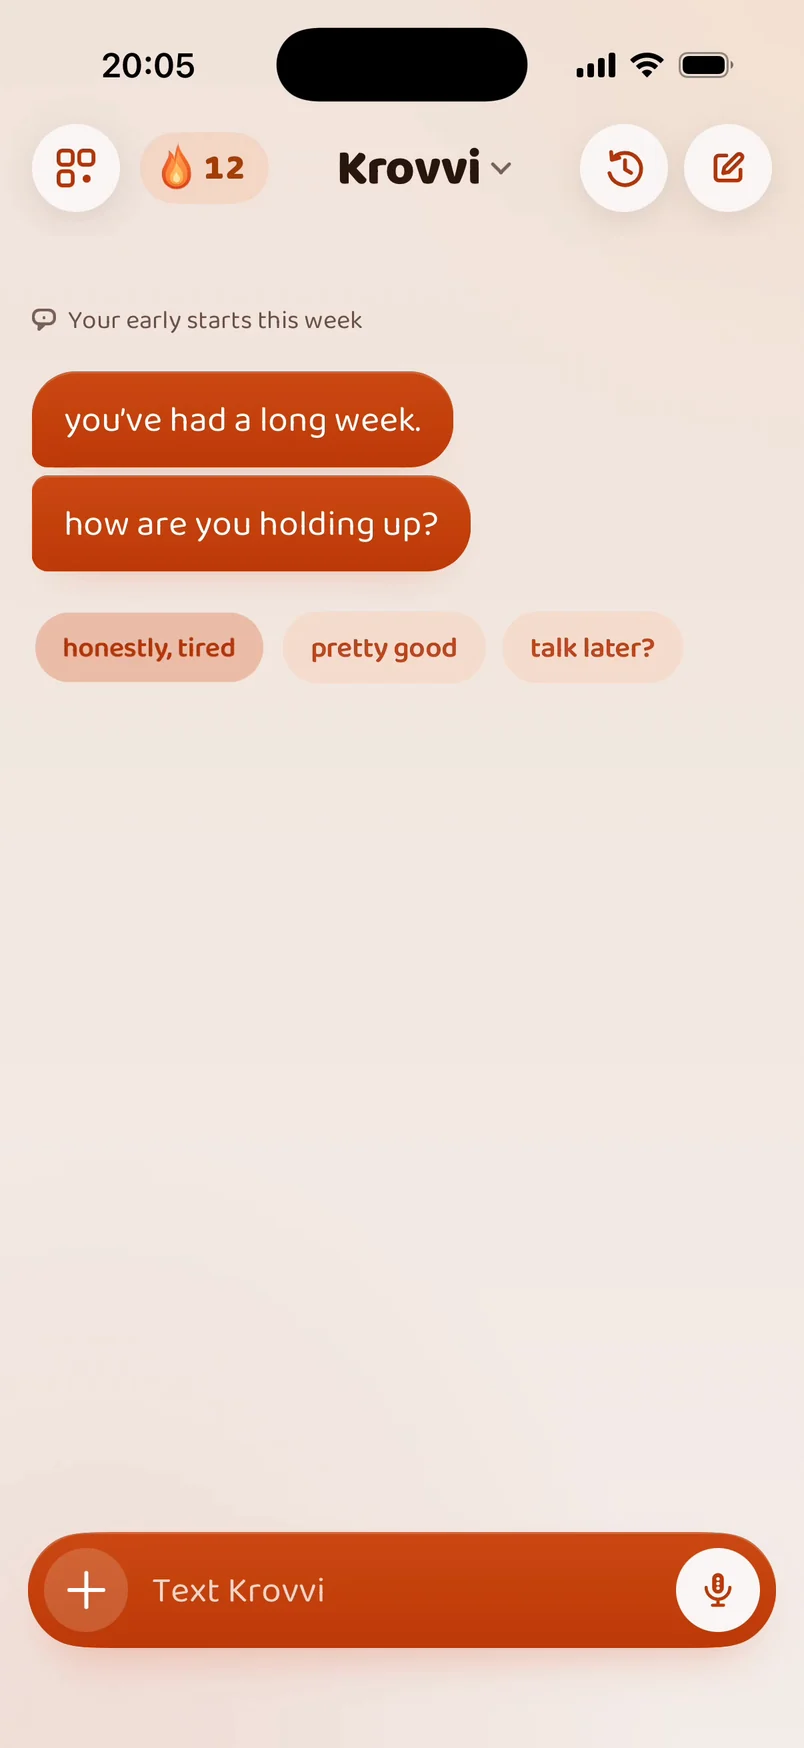 20:05
12
Krovvi
Your early starts this week
you've had a long week.
how are you holding up?
honestly, tired
pretty good
talk later?
Text Krovvi